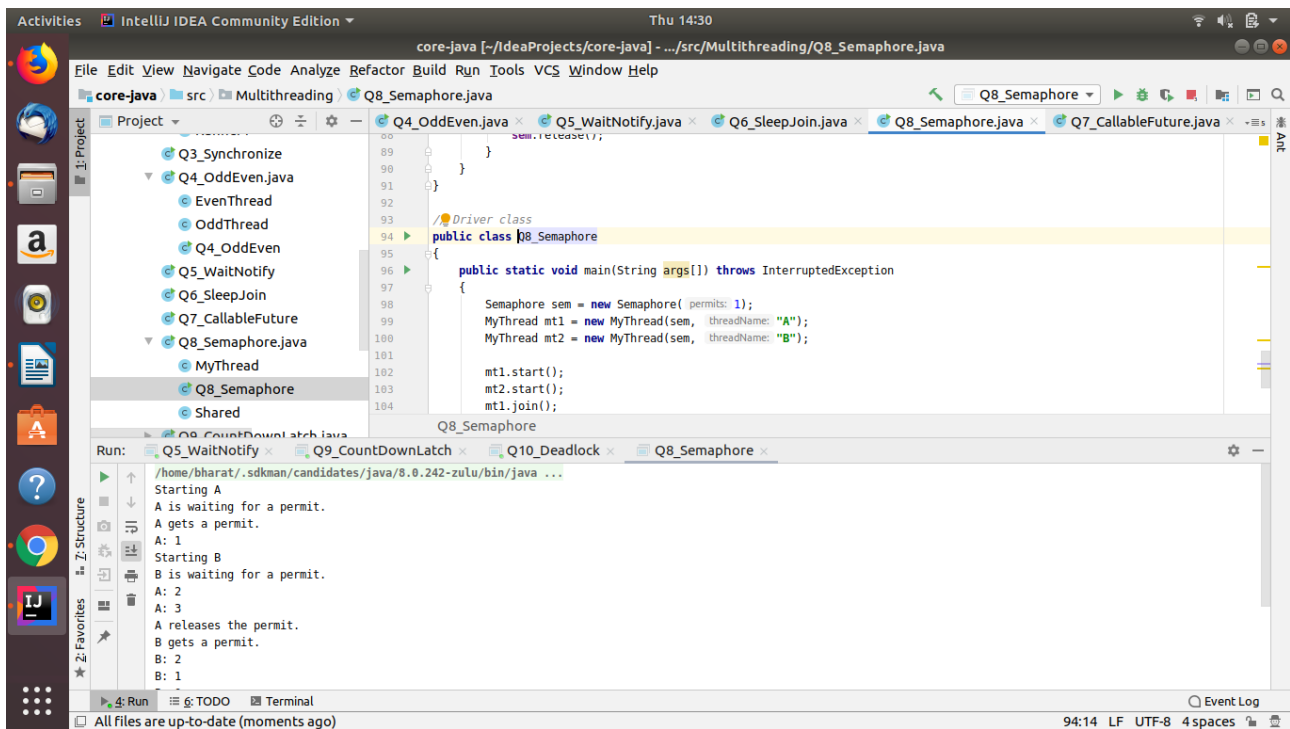 Activities IntelliJ IDEA Community Edition Thu 14:30
core-java [~/IdeaProjects/core-java] - .../src/Multithreading/Q8_Semaphore.java
File Edit View Navigate Code Analyze Refactor Build Run Tools VCS Window Help
core-java src Multithreading Q8_Semaphore.java Q8_Semaphore
1: Project
Project
Q4_OddEven.java Q5_WaitNotify.java Q6_SleepJoin.java Q8_Semaphore.java Q7_CallableFuture.java
Ant
Q3_Synchronize
Q4_OddEven.java
EvenThread
OddThread
Q4_OddEven
Q5_WaitNotify
Q6_SleepJoin
Q7_CallableFuture
Q8_Semaphore.java
MyThread
Q8_Semaphore
Shared
Q9_CountDownLatch.java
88 sem.release();
89 }
90 }
91 }
92
93 // Driver class
94 public class Q8_Semaphore
95 {
96 public static void main(String args[]) throws InterruptedException
97 {
98 Semaphore sem = new Semaphore( permits: 1);
99 MyThread mt1 = new MyThread(sem, threadName: "A");
100 MyThread mt2 = new MyThread(sem, threadName: "B");
101
102 mt1.start();
103 mt2.start();
104 mt1.join();
Q8_Semaphore
Run: Q5_WaitNotify Q9_CountDownLatch Q10_Deadlock Q8_Semaphore
/home/bharat/.sdkman/candidates/java/8.0.242-zulu/bin/java ...
Starting A
A is waiting for a permit.
A gets a permit.
A: 1
Starting B
B is waiting for a permit.
A: 2
A: 3
A releases the permit.
B gets a permit.
B: 2
B: 1
Z: Structure
2: Favorites
4: Run 6: TODO Terminal Event Log
All files are up-to-date (moments ago) 94:14 LF UTF-8 4 spaces